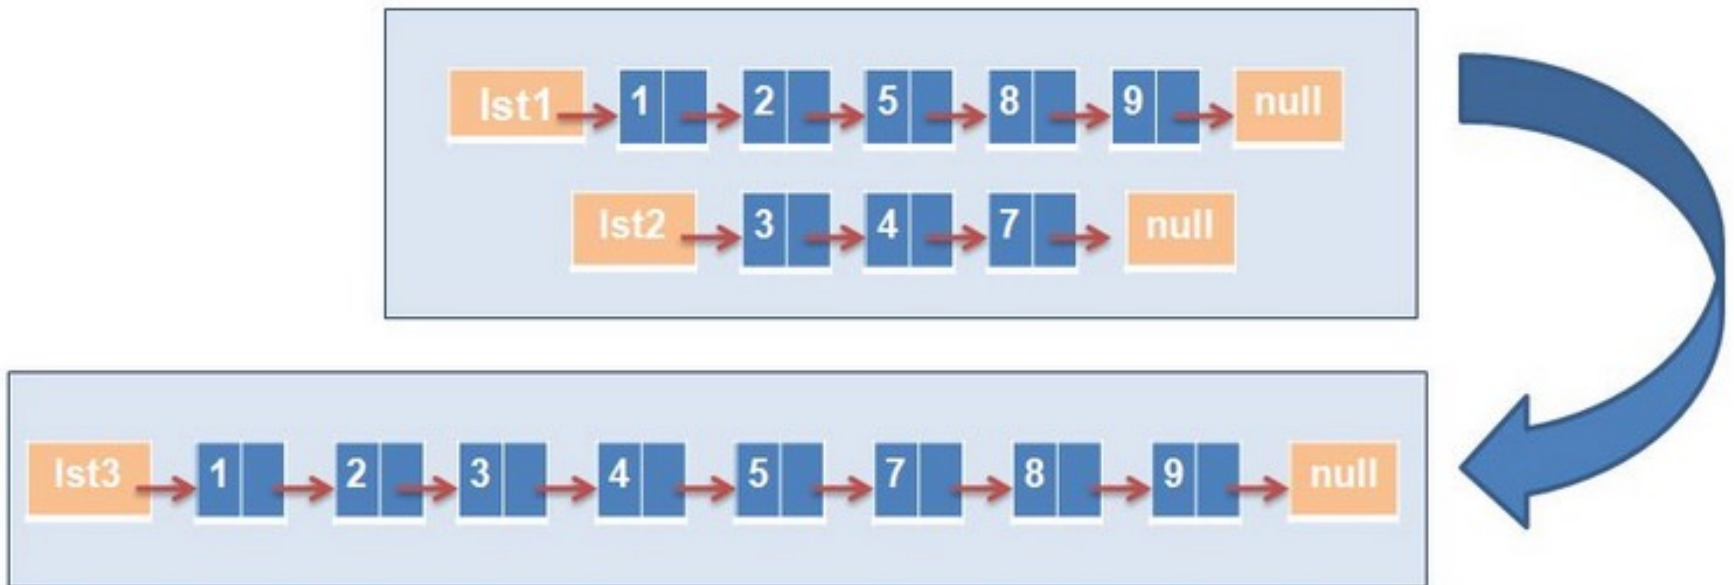 lst1 1 2 5 8 9 null
lst2 3 4 7 null
lst3 1 2 3 4 5 7 8 9 null